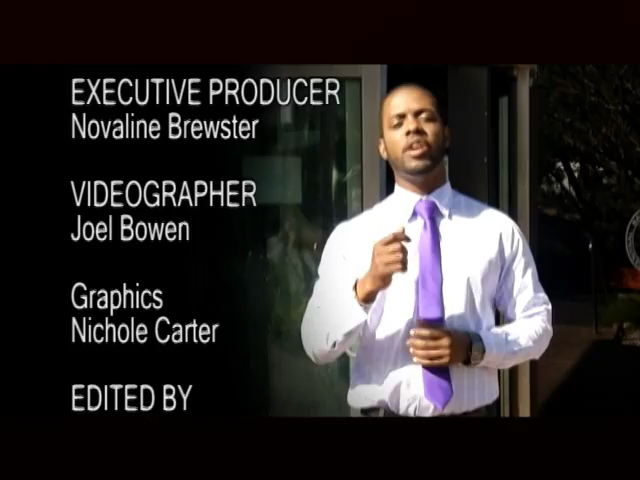 EXECUTIVE PRODUCER
Novaline Brewster
VIDEOGRAPHER
Joel Bowen
Graphics
Nichole Carter
EDITED BY